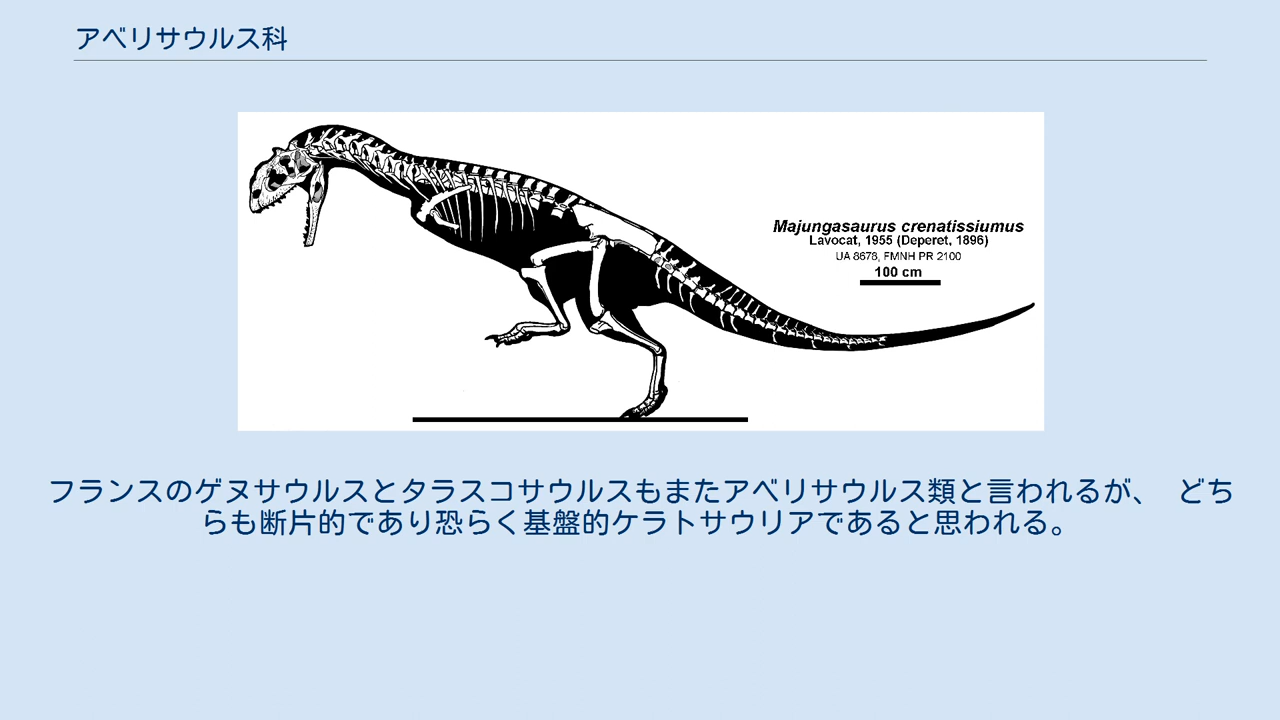 アベリサウルス科
Majungasaurus crenatissiumus
Lavocat, 1955 (Deperet, 1896)
UA 8678, FMNH PR 2100
100 cm
フランスのゲヌサウルスとタラスコサウルスもまたアベリサウルス類と言われるが、 どち
らも断片的であり恐らく基盤的ケラトサウリアであると思われる。